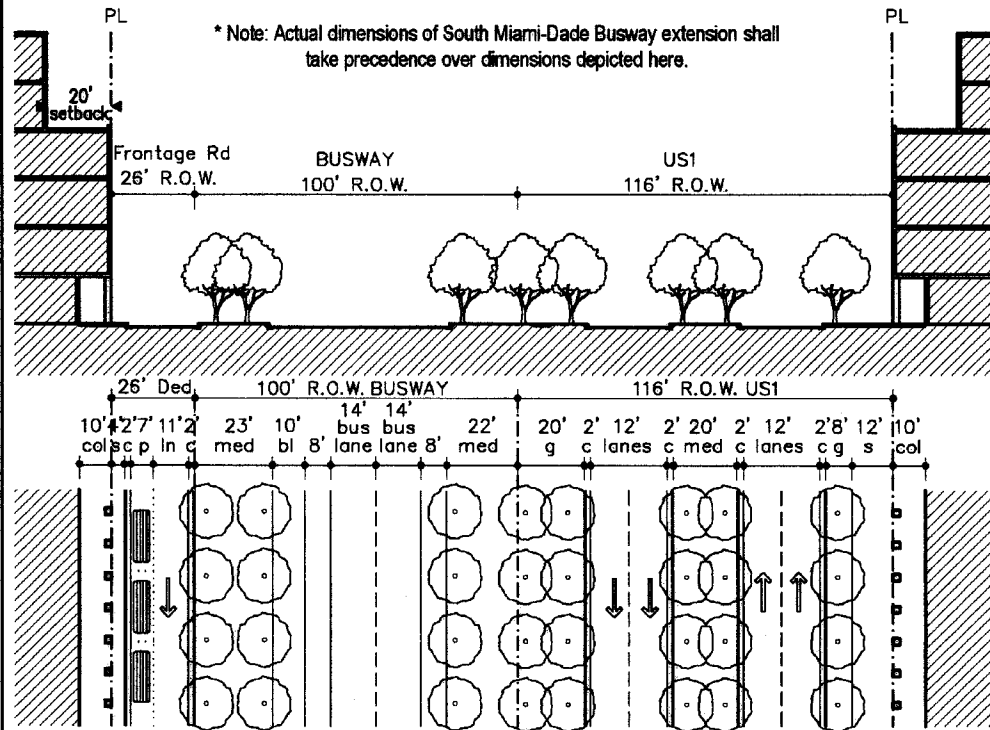 PL
PL
* Note: Actual dimensions of South Miami-Dade Busway extension shall
take precedence over dimensions depicted here.
20'
setback
Frontage Rd
26' R.O.W.
BUSWAY
100' R.O.W.
US1
116' R.O.W.
26' Ded
100' R.O.W. BUSWAY
116' R.O.W. US1
10' 4' 2' 7' 11' 2' 23' 10' 8' 14' 14' 8' 22' 20' 2' 12' 2' 20' 2' 12' 2' 8' 12' 10'
bus bus
col s c p ln c med bl lane lane med g c lanes c med c lanes c g s col